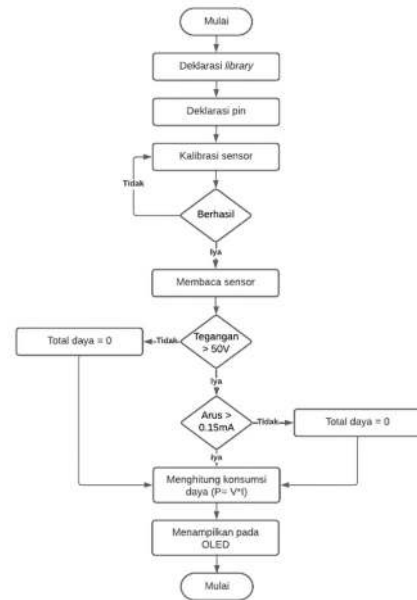 Mulai
Deklarasi library
Deklarasi pin
Kalibrasi sensor
Tidak
Berhasil
Iya
Membaca sensor
Tegangan
> 50V
Tidak
Total daya = 0
Iya
Arus >
0.15mA
Tidak
Total daya = 0
Iya
Menghitung konsumsi
daya (P= V*I)
Menampilkan pada
OLED
Mulai